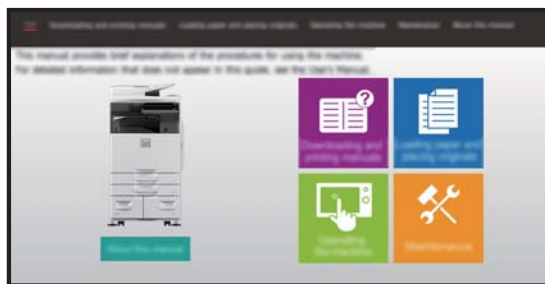 Downloading and printing manuals Loading paper and placing originals Operating the machine Maintenance About this manual
This manual provides brief explanations of the procedures for using the machine.
For detailed information that does not appear in this guide, see the User's Manual.
?
Downloading and
printing manuals
Loading paper and
placing originals
Operating
the machine
Maintenance
About this manual